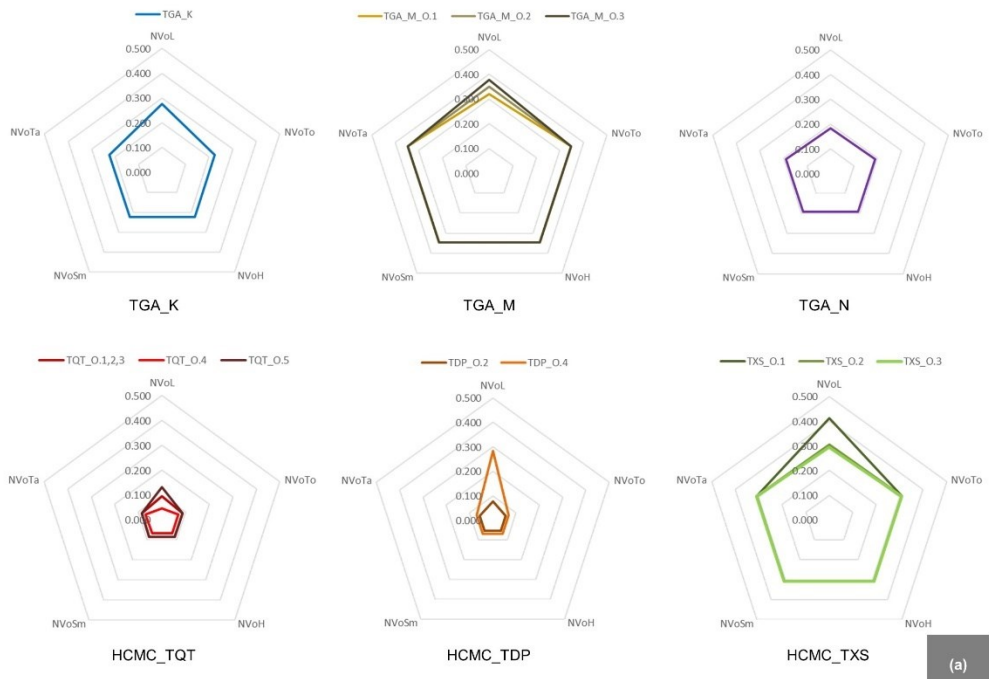 TGA_K
NVoL
0.500
0.400
0.300
0.200
0.100
0.000
NVoTo
NVoH
NVoSm
NVoTa
TGA_K
TGA_M_O.1 TGA_M_O.2 TGA_M_O.3
NVoL
0.500
0.400
0.300
0.200
0.100
0.000
NVoTo
NVoH
NVoSm
NVoTa
TGA_M
NVoL
0.500
0.400
0.300
0.200
0.100
0.000
NVoTo
NVoH
NVoSm
NVoTa
TGA_N
TQT_O.1,2,3 TQT_O.4 TQT_O.5
NVoL
0.500
0.400
0.300
0.200
0.100
0.000
NVoTo
NVoH
NVoSm
NVoTa
HCMC_TQT
TDP_O.2 TDP_O.4
NVoL
0.500
0.400
0.300
0.200
0.100
0.000
NVoTo
NVoH
NVoSm
NVoTa
HCMC_TDP
TXS_O.1 TXS_O.2 TXS_O.3
NVoL
0.500
0.400
0.300
0.200
0.100
0.000
NVoTo
NVoH
NVoSm
NVoTa
HCMC_TXS
(a)